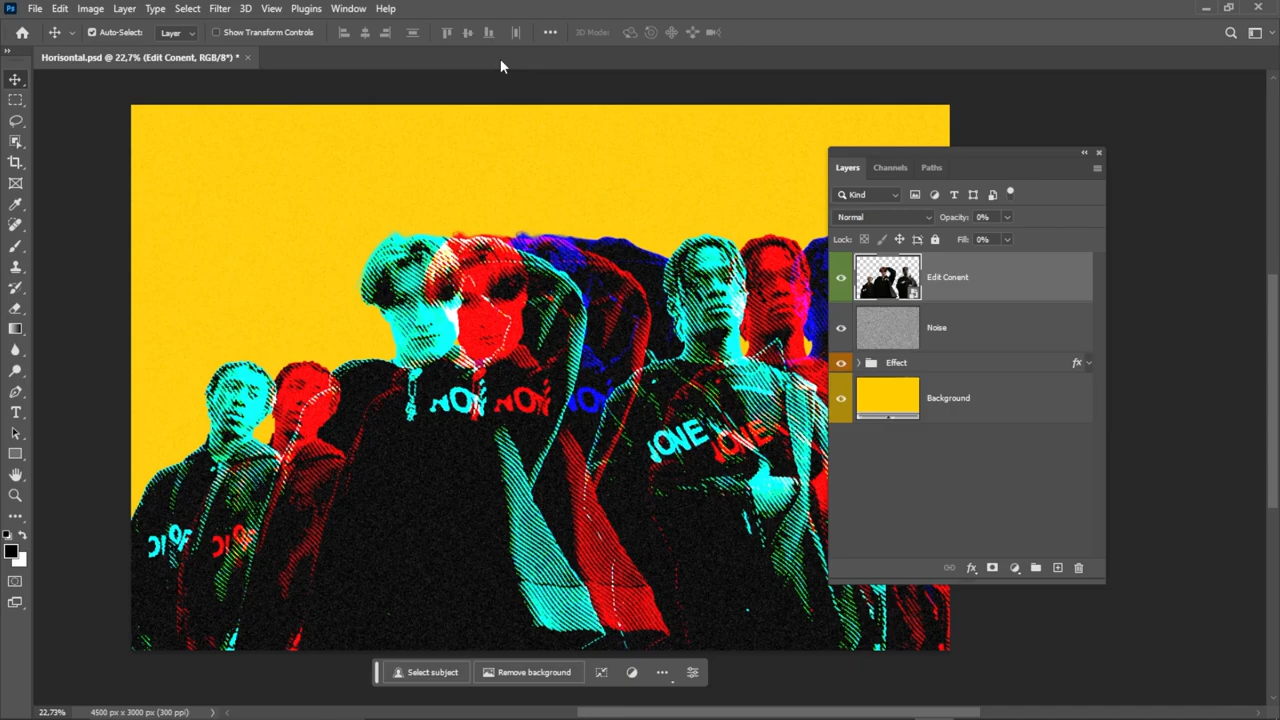 Ps File Edit Image Layer Type Select Filter 3D View Plugins Window Help
Auto-Select: Layer Show Transform Controls 3D Mode:
Horisontal.psd @ 22,7% (Edit Conent, RGB/8*) * ×
Layers Channels Paths
Kind
Normal Opacity: 0%
Lock: Fill: 0%
Edit Conent
Noise
Effect fx
Background
Select subject Remove background
22,73% 4500 px x 3000 px (300 ppi)